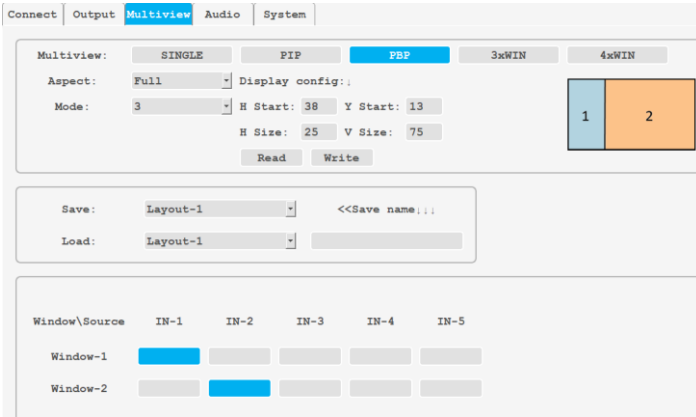 Connect Output Multiview Audio System
Multiview: SINGLE PIP PBP 3xWIN 4xWIN
Aspect: Full Display config:↓
Mode: 3 H Start: 38 Y Start: 13
H Size: 25 V Size: 75
Read Write
1 2
Save: Layout-1 <<Save name↓↓↓
Load: Layout-1
Window\Source IN-1 IN-2 IN-3 IN-4 IN-5
Window-1
Window-2